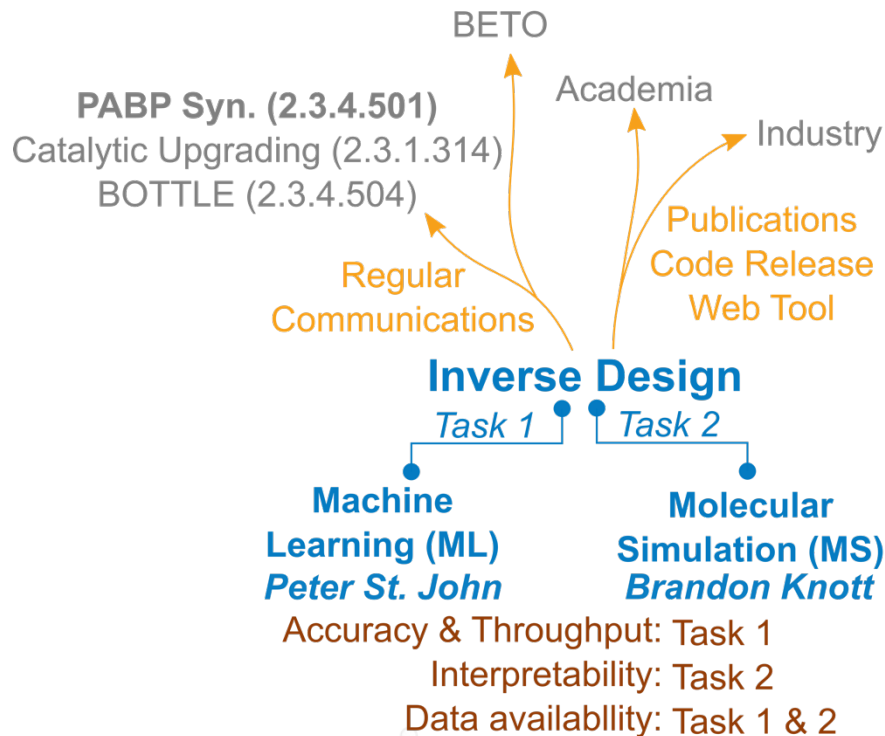 BETO
PABP Syn. (2.3.4.501)
Catalytic Upgrading (2.3.1.314)
BOTTLE (2.3.4.504)
Academia
Industry
Regular
Communications
Publications
Code Release
Web Tool
Inverse Design
Task 1
Task 2
Machine
Learning (ML)
Peter St. John
Molecular
Simulation (MS)
Brandon Knott
Accuracy & Throughput: Task 1
Interpretability: Task 2
Data availabllity: Task 1 & 2